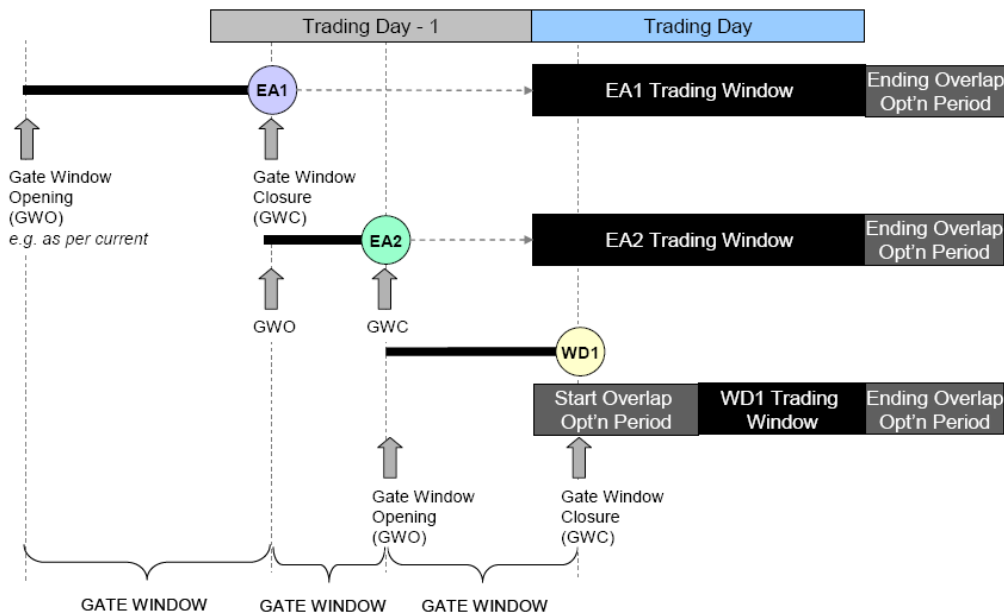 Trading Day - 1
Trading Day
EA1
EA1 Trading Window
Ending Overlap
Opt'n Period
Gate Window
Opening
(GWO)
e.g. as per current
Gate Window
Closure
(GWC)
EA2
EA2 Trading Window
Ending Overlap
Opt'n Period
GWO
GWC
WD1
Start Overlap
Opt'n Period
WD1 Trading
Window
Ending Overlap
Opt'n Period
Gate Window
Opening
(GWO)
Gate Window
Closure
(GWC)
GATE WINDOW
GATE WINDOW
GATE WINDOW